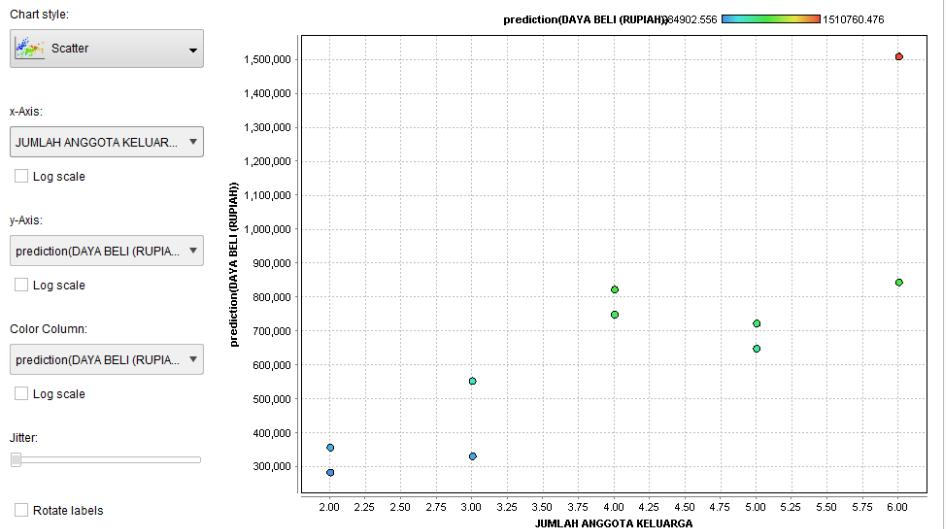 Chart style:
Scatter
x-Axis:
JUMLAH ANGGOTA KELUAR...
Log scale
y-Axis:
prediction(DAYA BELI (RUPIA...
Log scale
Color Column:
prediction(DAYA BELI (RUPIA...
Log scale
Jitter:
Rotate labels
prediction(DAYA BELI (RUPIAH)) 84902.556 1510760.476
prediction(DAYA BELI (RUPIAH))
1,500,000
1,400,000
1,300,000
1,200,000
1,100,000
1,000,000
900,000
800,000
700,000
600,000
500,000
400,000
300,000
2.00 2.25 2.50 2.75 3.00 3.25 3.50 3.75 4.00 4.25 4.50 4.75 5.00 5.25 5.50 5.75 6.00
JUMLAH ANGGOTA KELUARGA